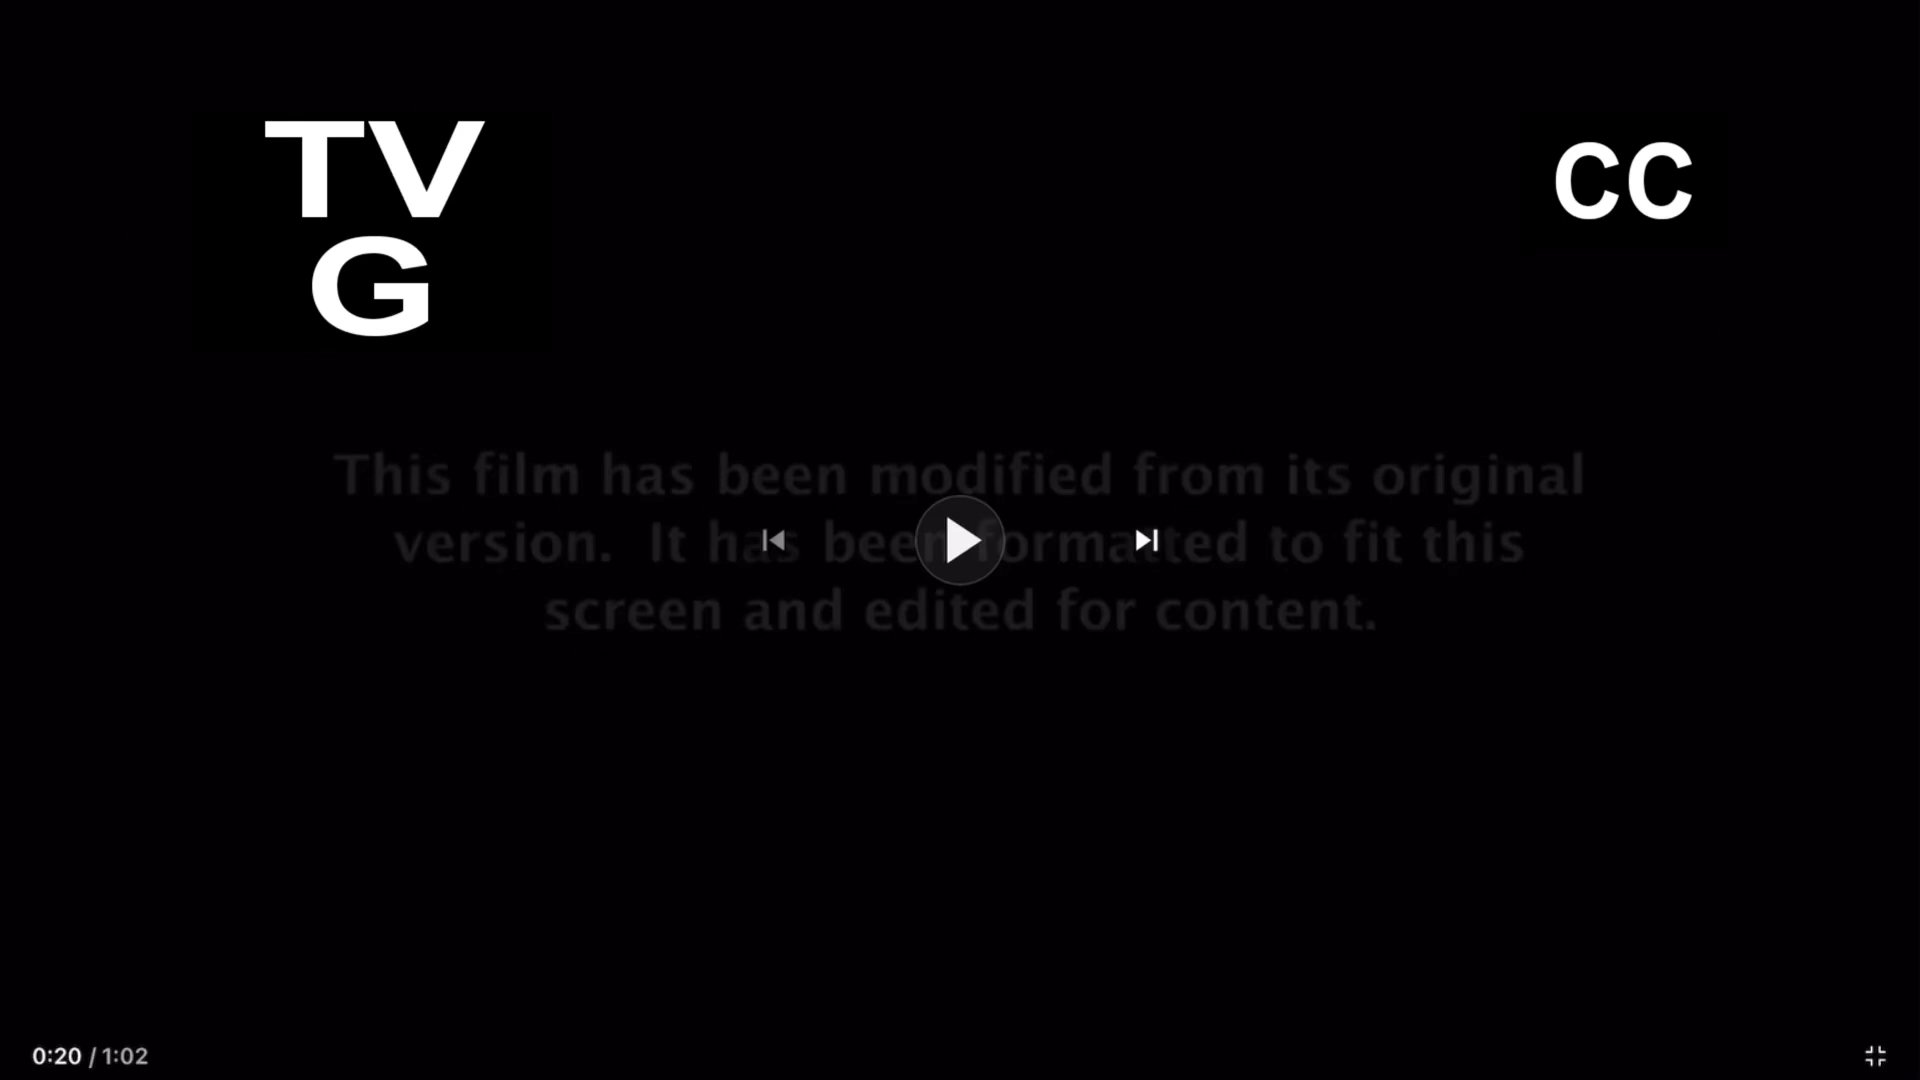 TV
G
CC
This film has been modified from its original
version. It has been formatted to fit this
screen and edited for content.
0:20 / 1:02